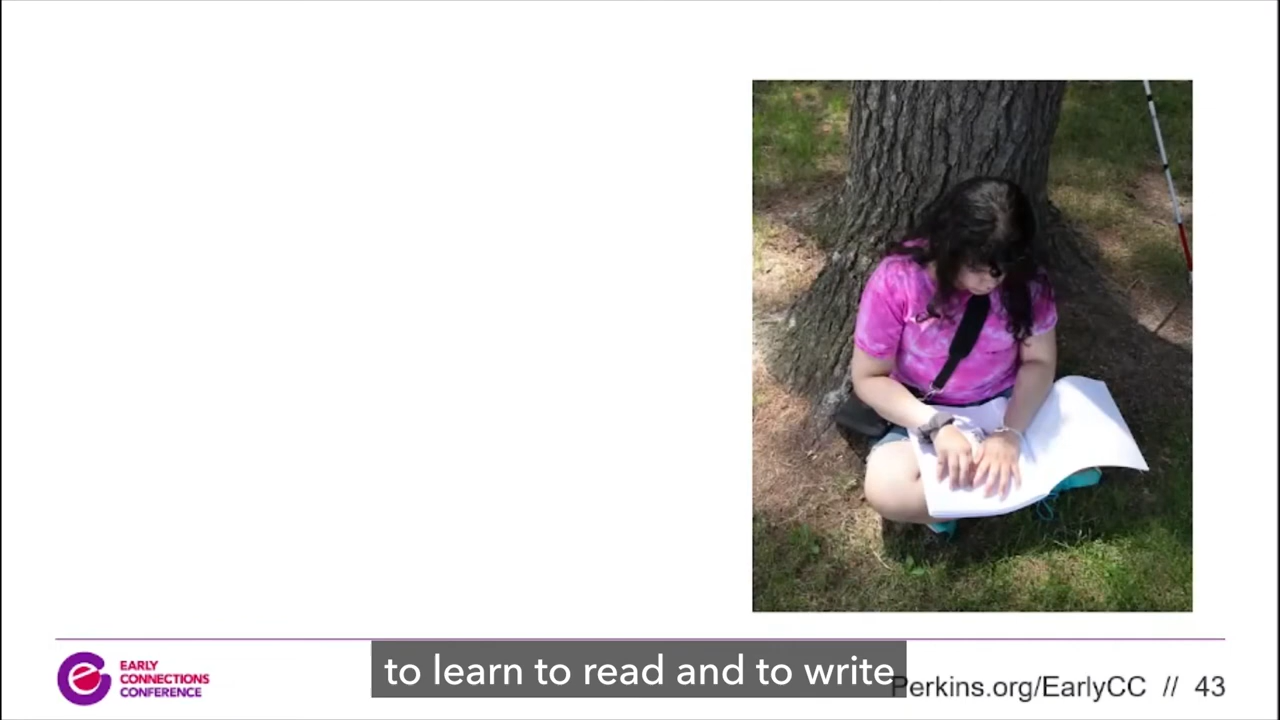 EARLY
CONNECTIONS
CONFERENCE
to learn to read and to write
Perkins.org/EarlyCC // 43